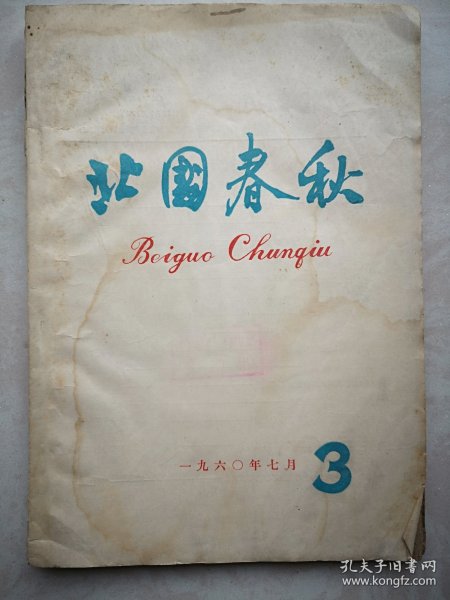 北國春秋
Beiguo Chunqiu
一九六〇年七月
3
孔夫子旧书网
www.kongfz.com